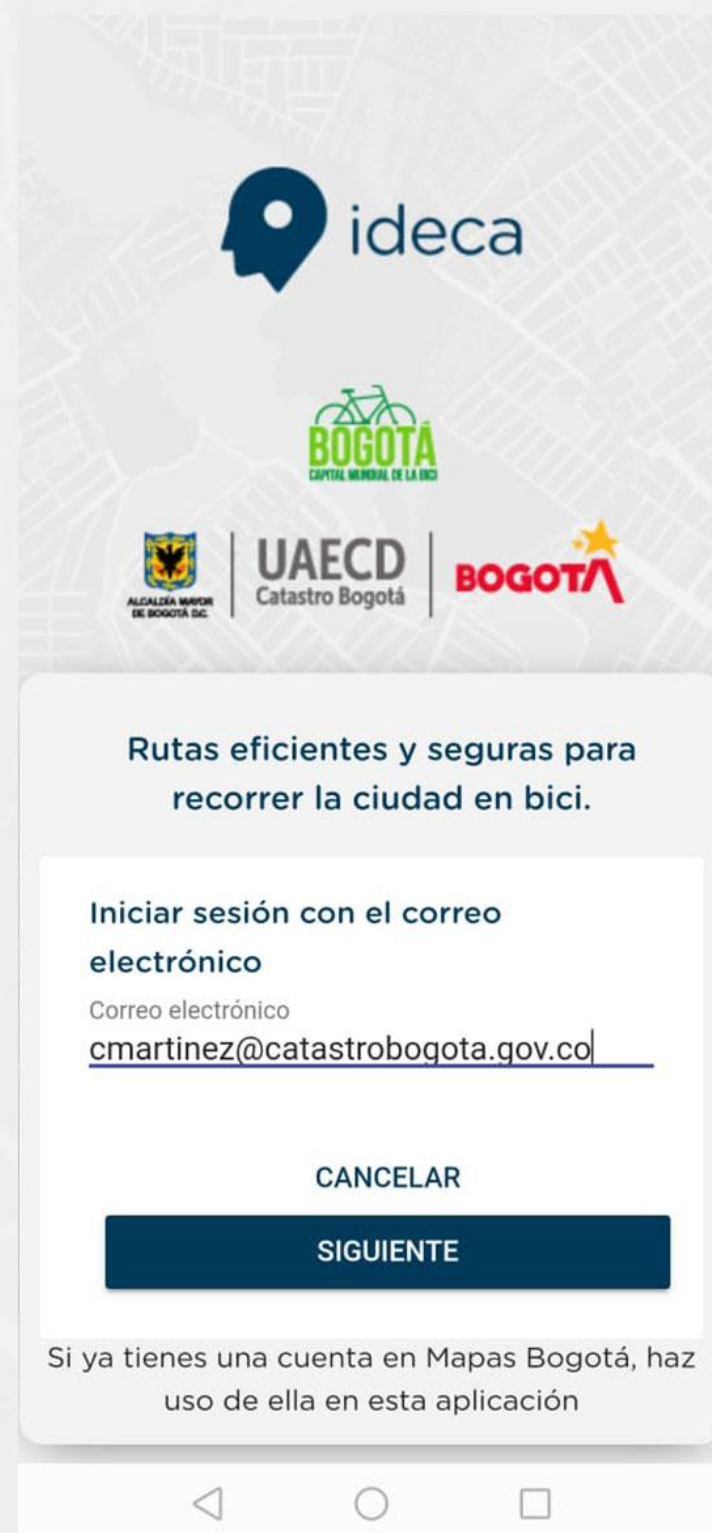 ideca
BOGOTÁ
CAPITAL MUNDIAL DE LA BICI
ALCALDÍA MAYOR
DE BOGOTÁ D.C.
UAECD
Catastro Bogotá
BOGOTA
Rutas eficientes y seguras para
recorrer la ciudad en bici.
Iniciar sesión con el correo
electrónico
Correo electrónico
cmartinez@catastrobogota.gov.co
CANCELAR
SIGUIENTE
Si ya tienes una cuenta en Mapas Bogotá, haz
uso de ella en esta aplicación